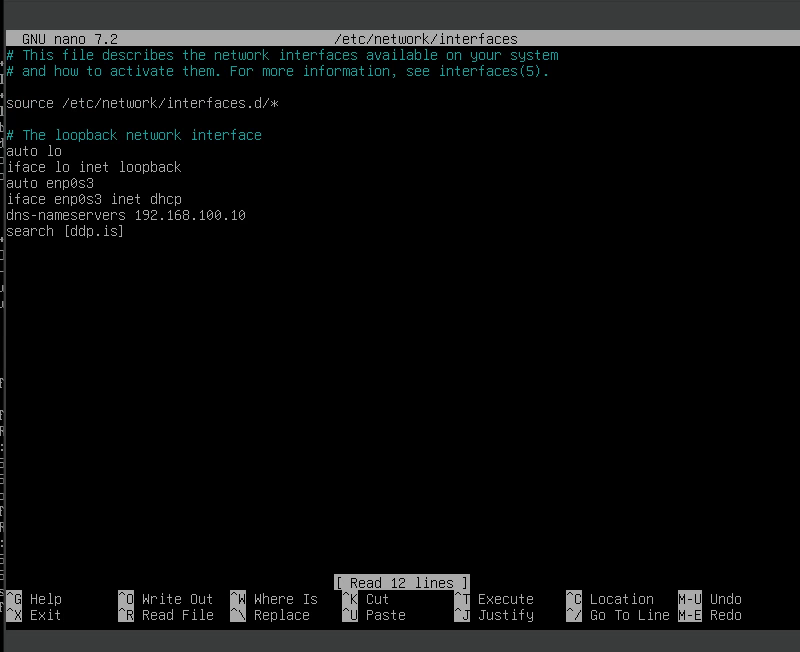 GNU nano 7.2 /etc/network/interfaces
# This file describes the network interfaces available on your system
# and how to activate them. For more information, see interfaces(5).
source /etc/network/interfaces.d/*
# The loopback network interface
auto lo
iface lo inet loopback
auto enp0s3
iface enp0s3 inet dhcp
dns-nameservers 192.168.100.10
search [ddp.is]
[ Read 12 lines ]
^G Help ^O Write Out ^W Where Is ^K Cut ^T Execute ^C Location M-U Undo
^X Exit ^R Read File ^\ Replace ^U Paste ^J Justify ^/ Go To Line M-E Redo